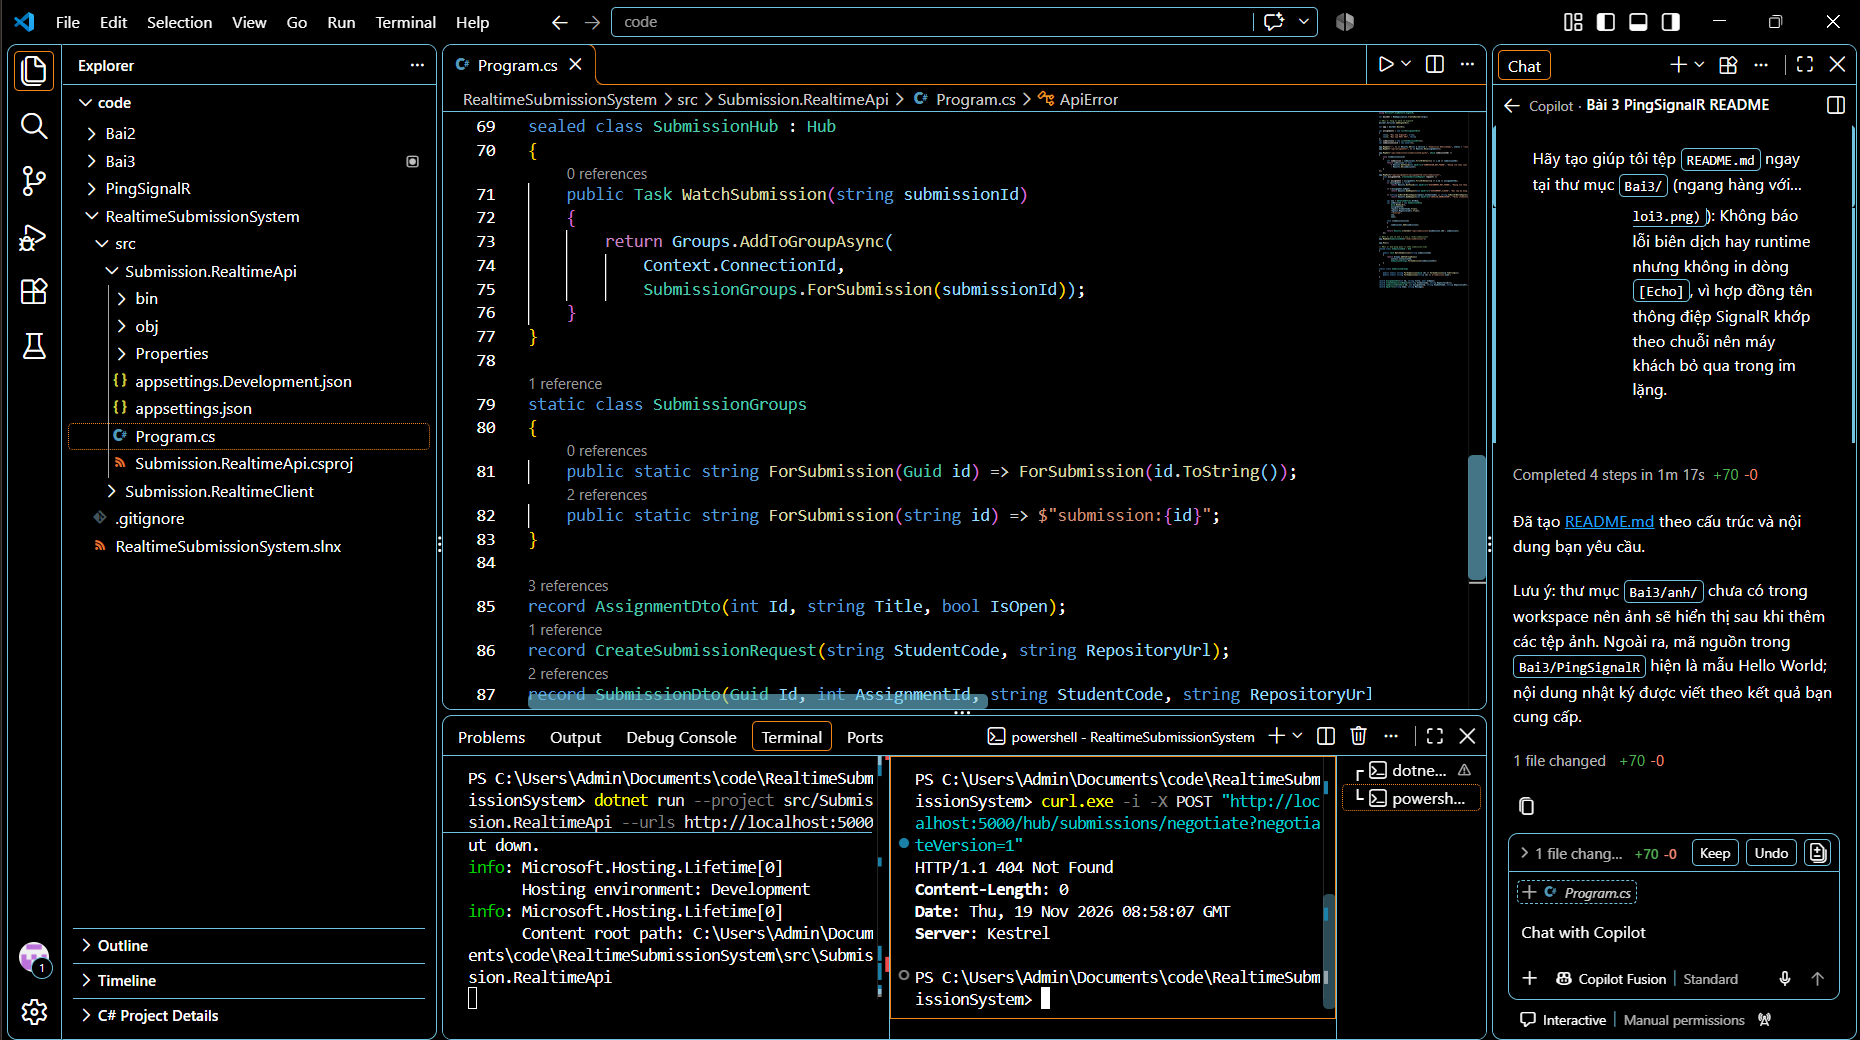 File Edit Selection View Go Run Terminal Help
code
Explorer
code
Bai2
Bai3
PingSignalR
RealtimeSubmissionSystem
src
Submission.RealtimeApi
bin
obj
Properties
{} appsettings.Development.json
{} appsettings.json
C# Program.cs
Submission.RealtimeApi.csproj
Submission.RealtimeClient
.gitignore
RealtimeSubmissionSystem.slnx
Outline
Timeline
C# Project Details
1
C# Program.cs
RealtimeSubmissionSystem > src > Submission.RealtimeApi > C# Program.cs > ApiError
69 sealed class SubmissionHub : Hub
70 {
0 references
71 public Task WatchSubmission(string submissionId)
72 {
73 return Groups.AddToGroupAsync(
74 Context.ConnectionId,
75 SubmissionGroups.ForSubmission(submissionId));
76 }
77 }
78
1 reference
79 static class SubmissionGroups
80 {
0 references
81 public static string ForSubmission(Guid id) => ForSubmission(id.ToString());
2 references
82 public static string ForSubmission(string id) => $"submission:{id}";
83 }
84
3 references
85 record AssignmentDto(int Id, string Title, bool IsOpen);
1 reference
86 record CreateSubmissionRequest(string StudentCode, string RepositoryUrl);
2 references
87 record SubmissionDto(Guid Id, int AssignmentId, string StudentCode, string RepositoryUrl
Problems Output Debug Console Terminal Ports
powershell - RealtimeSubmissionSystem
PS C:\Users\Admin\Documents\code\RealtimeSubm
issionSystem> dotnet run --project src/Submis
sion.RealtimeApi --urls http://localhost:5000
ut down.
info: Microsoft.Hosting.Lifetime[0]
Hosting environment: Development
info: Microsoft.Hosting.Lifetime[0]
Content root path: C:\Users\Admin\Docum
ents\code\RealtimeSubmissionSystem\src\Submis
sion.RealtimeApi
PS C:\Users\Admin\Documents\code\RealtimeSubm
issionSystem> curl.exe -i -X POST "http://loc
alhost:5000/hub/submissions/negotiate?negotia
teVersion=1"
HTTP/1.1 404 Not Found
Content-Length: 0
Date: Thu, 19 Nov 2026 08:58:07 GMT
Server: Kestrel
PS C:\Users\Admin\Documents\code\RealtimeSubm
issionSystem>
dotne...
powersh...
Chat
Copilot · Bài 3 PingSignalR README
Hãy tạo giúp tôi tệp README.md ngay
tại thư mục Bai3/ (ngang hàng với...
loi3.png)): Không báo
lỗi biên dịch hay runtime
nhưng không in dòng
[Echo], vì hợp đồng tên
thông điệp SignalR khớp
theo chuỗi nên máy
khách bỏ qua trong im
lặng.
Completed 4 steps in 1m 17s +70 -0
Đã tạo README.md theo cấu trúc và nội
dung bạn yêu cầu.
Lưu ý: thư mục Bai3/anh/ chưa có trong
workspace nên ảnh sẽ hiển thị sau khi thêm
các tệp ảnh. Ngoài ra, mã nguồn trong
Bai3/PingSignalR hiện là mẫu Hello World;
nội dung nhật ký được viết theo kết quả bạn
cung cấp.
1 file changed +70 -0
1 file chang... +70 -0 Keep Undo
C# Program.cs
Chat with Copilot
Copilot Fusion Standard
Interactive Manual permissions